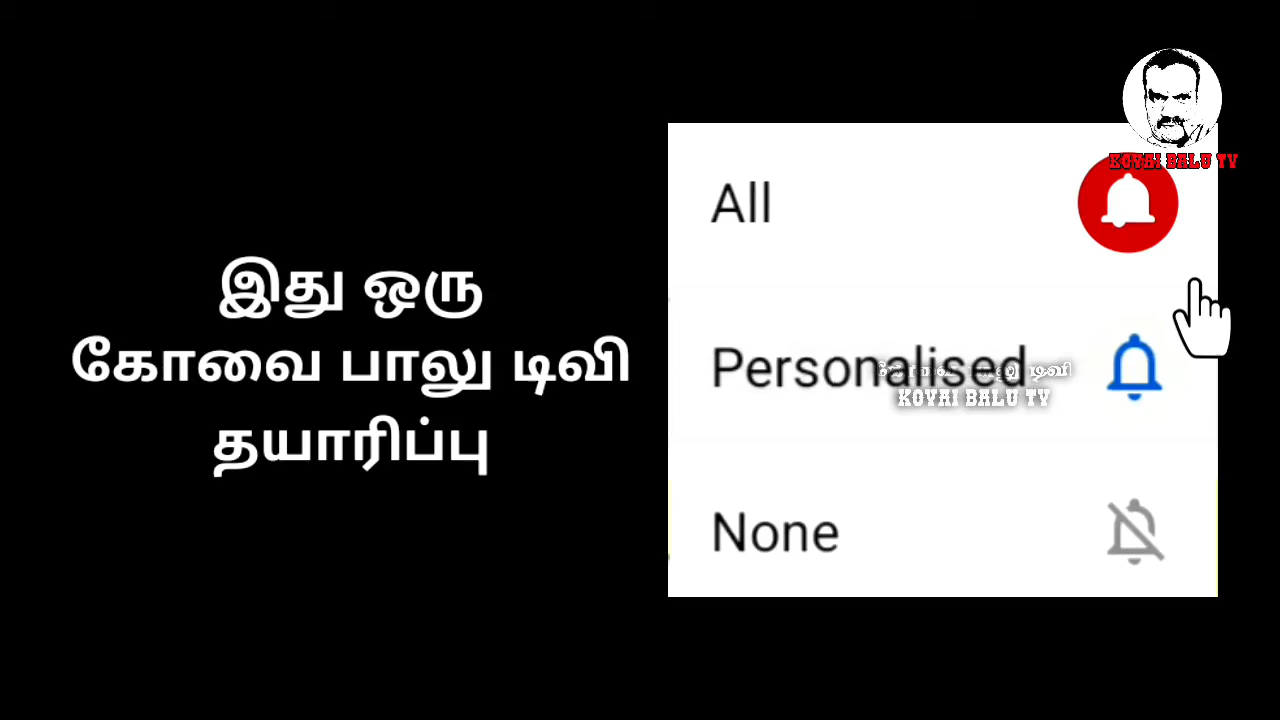 KOVAI BALU TV
All
இது ஒரு
கோவை பாலு டிவி
தயாரிப்பு
Personalised
டிவி
KOVAI BALU TV
None